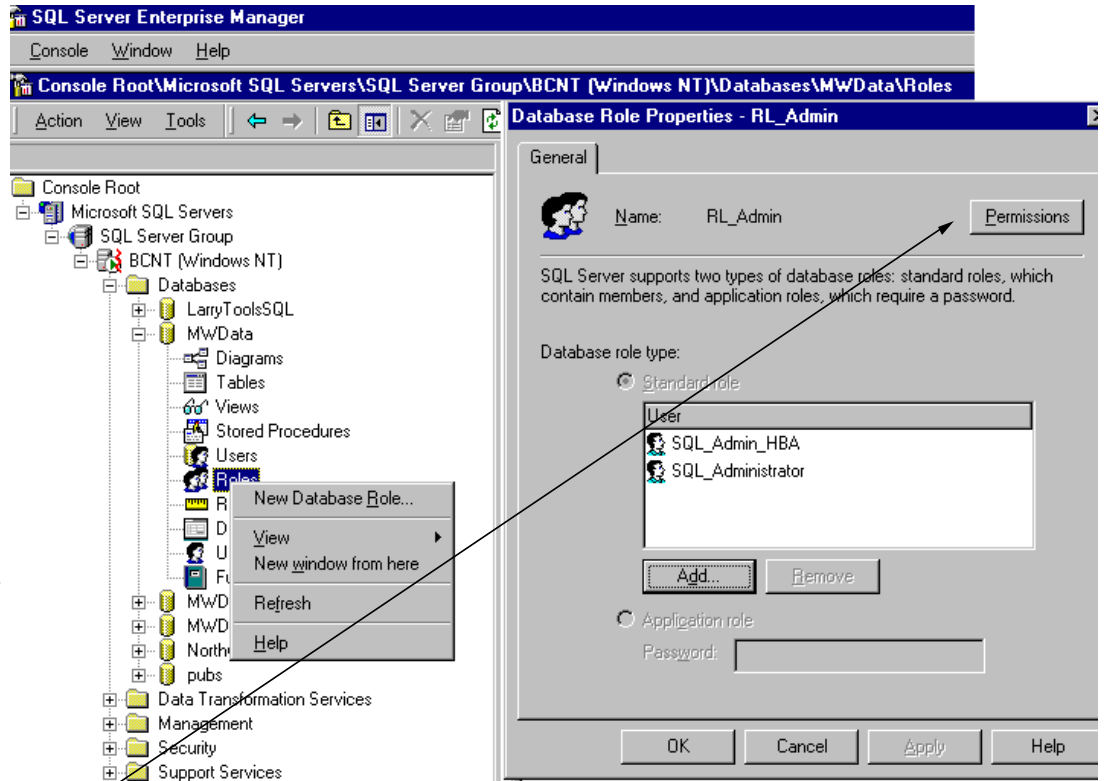 SQL Server Enterprise Manager
Console Window Help
Console Root\Microsoft SQL Servers\SQL Server Group\BCNT (Windows NT)\Databases\MWData\Roles
Action View Tools
Console Root
Microsoft SQL Servers
SQL Server Group
BCNT (Windows NT)
Databases
LarryToolsSQL
MWData
Diagrams
Tables
Views
Stored Procedures
Users
Roles
R
D
U
Fu
MWD
MWD
North
pubs
Data Transformation Services
Management
Security
Support Services
New Database Role...
View
New window from here
Refresh
Help
Database Role Properties - RL_Admin
General
Name: RL_Admin
Permissions
SQL Server supports two types of database roles: standard roles, which
contain members, and application roles, which require a password.
Database role type:
Standard role
User
SQL_Admin_HBA
SQL_Administrator
Add... Remove
Application role
Password:
OK Cancel Apply Help